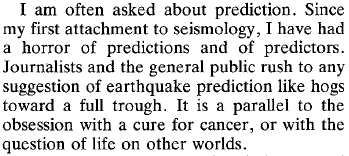 I am often asked about prediction. Since
my first attachment to seismology, I have had
a horror of predictions and of predictors.
Journalists and the general public rush to any
suggestion of earthquake prediction like hogs
toward a full trough. It is a parallel to the
obsession with a cure for cancer, or with the
question of life on other worlds.